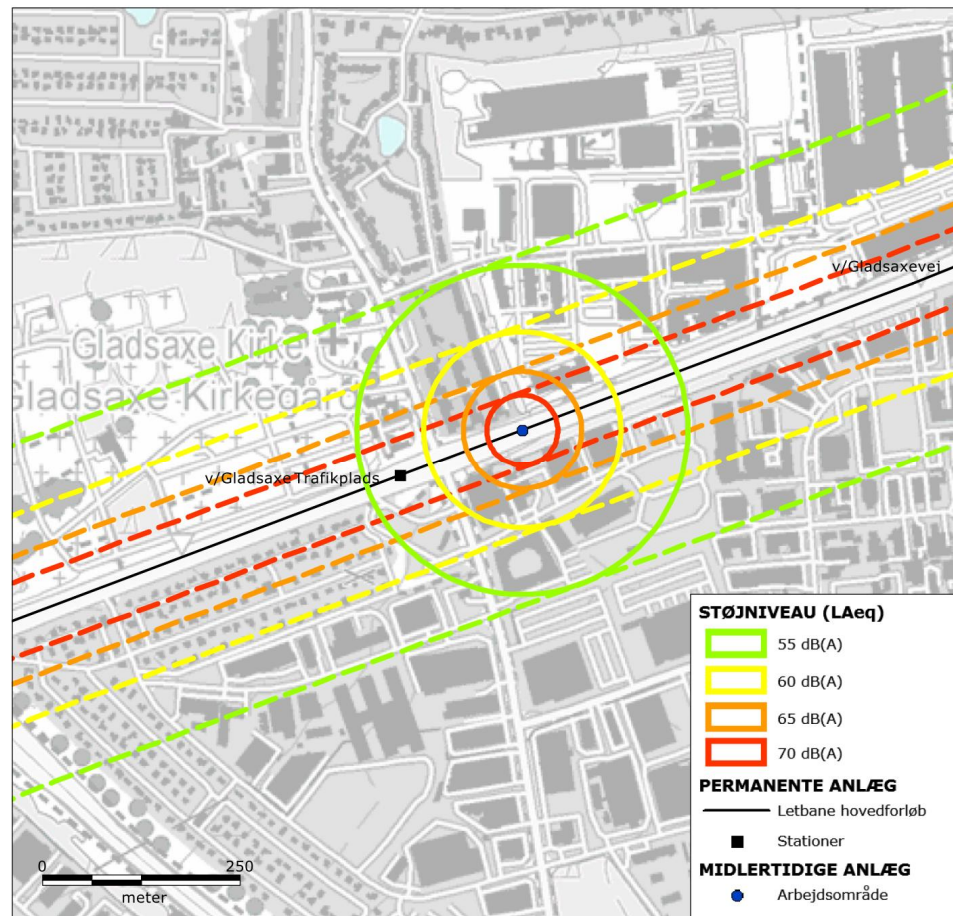 v/Gladsaxevej
Gladsaxe Kirke
Gladsaxe Kirkegård
v/Gladsaxe Trafikplads
STØJNIVEAU (LAeq)
55 dB(A)
60 dB(A)
65 dB(A)
70 dB(A)
PERMANENTE ANLÆG
Letbane hovedforløb
Stationer
MIDLERTIDIGE ANLÆG
Arbejdsområde
0 250
meter